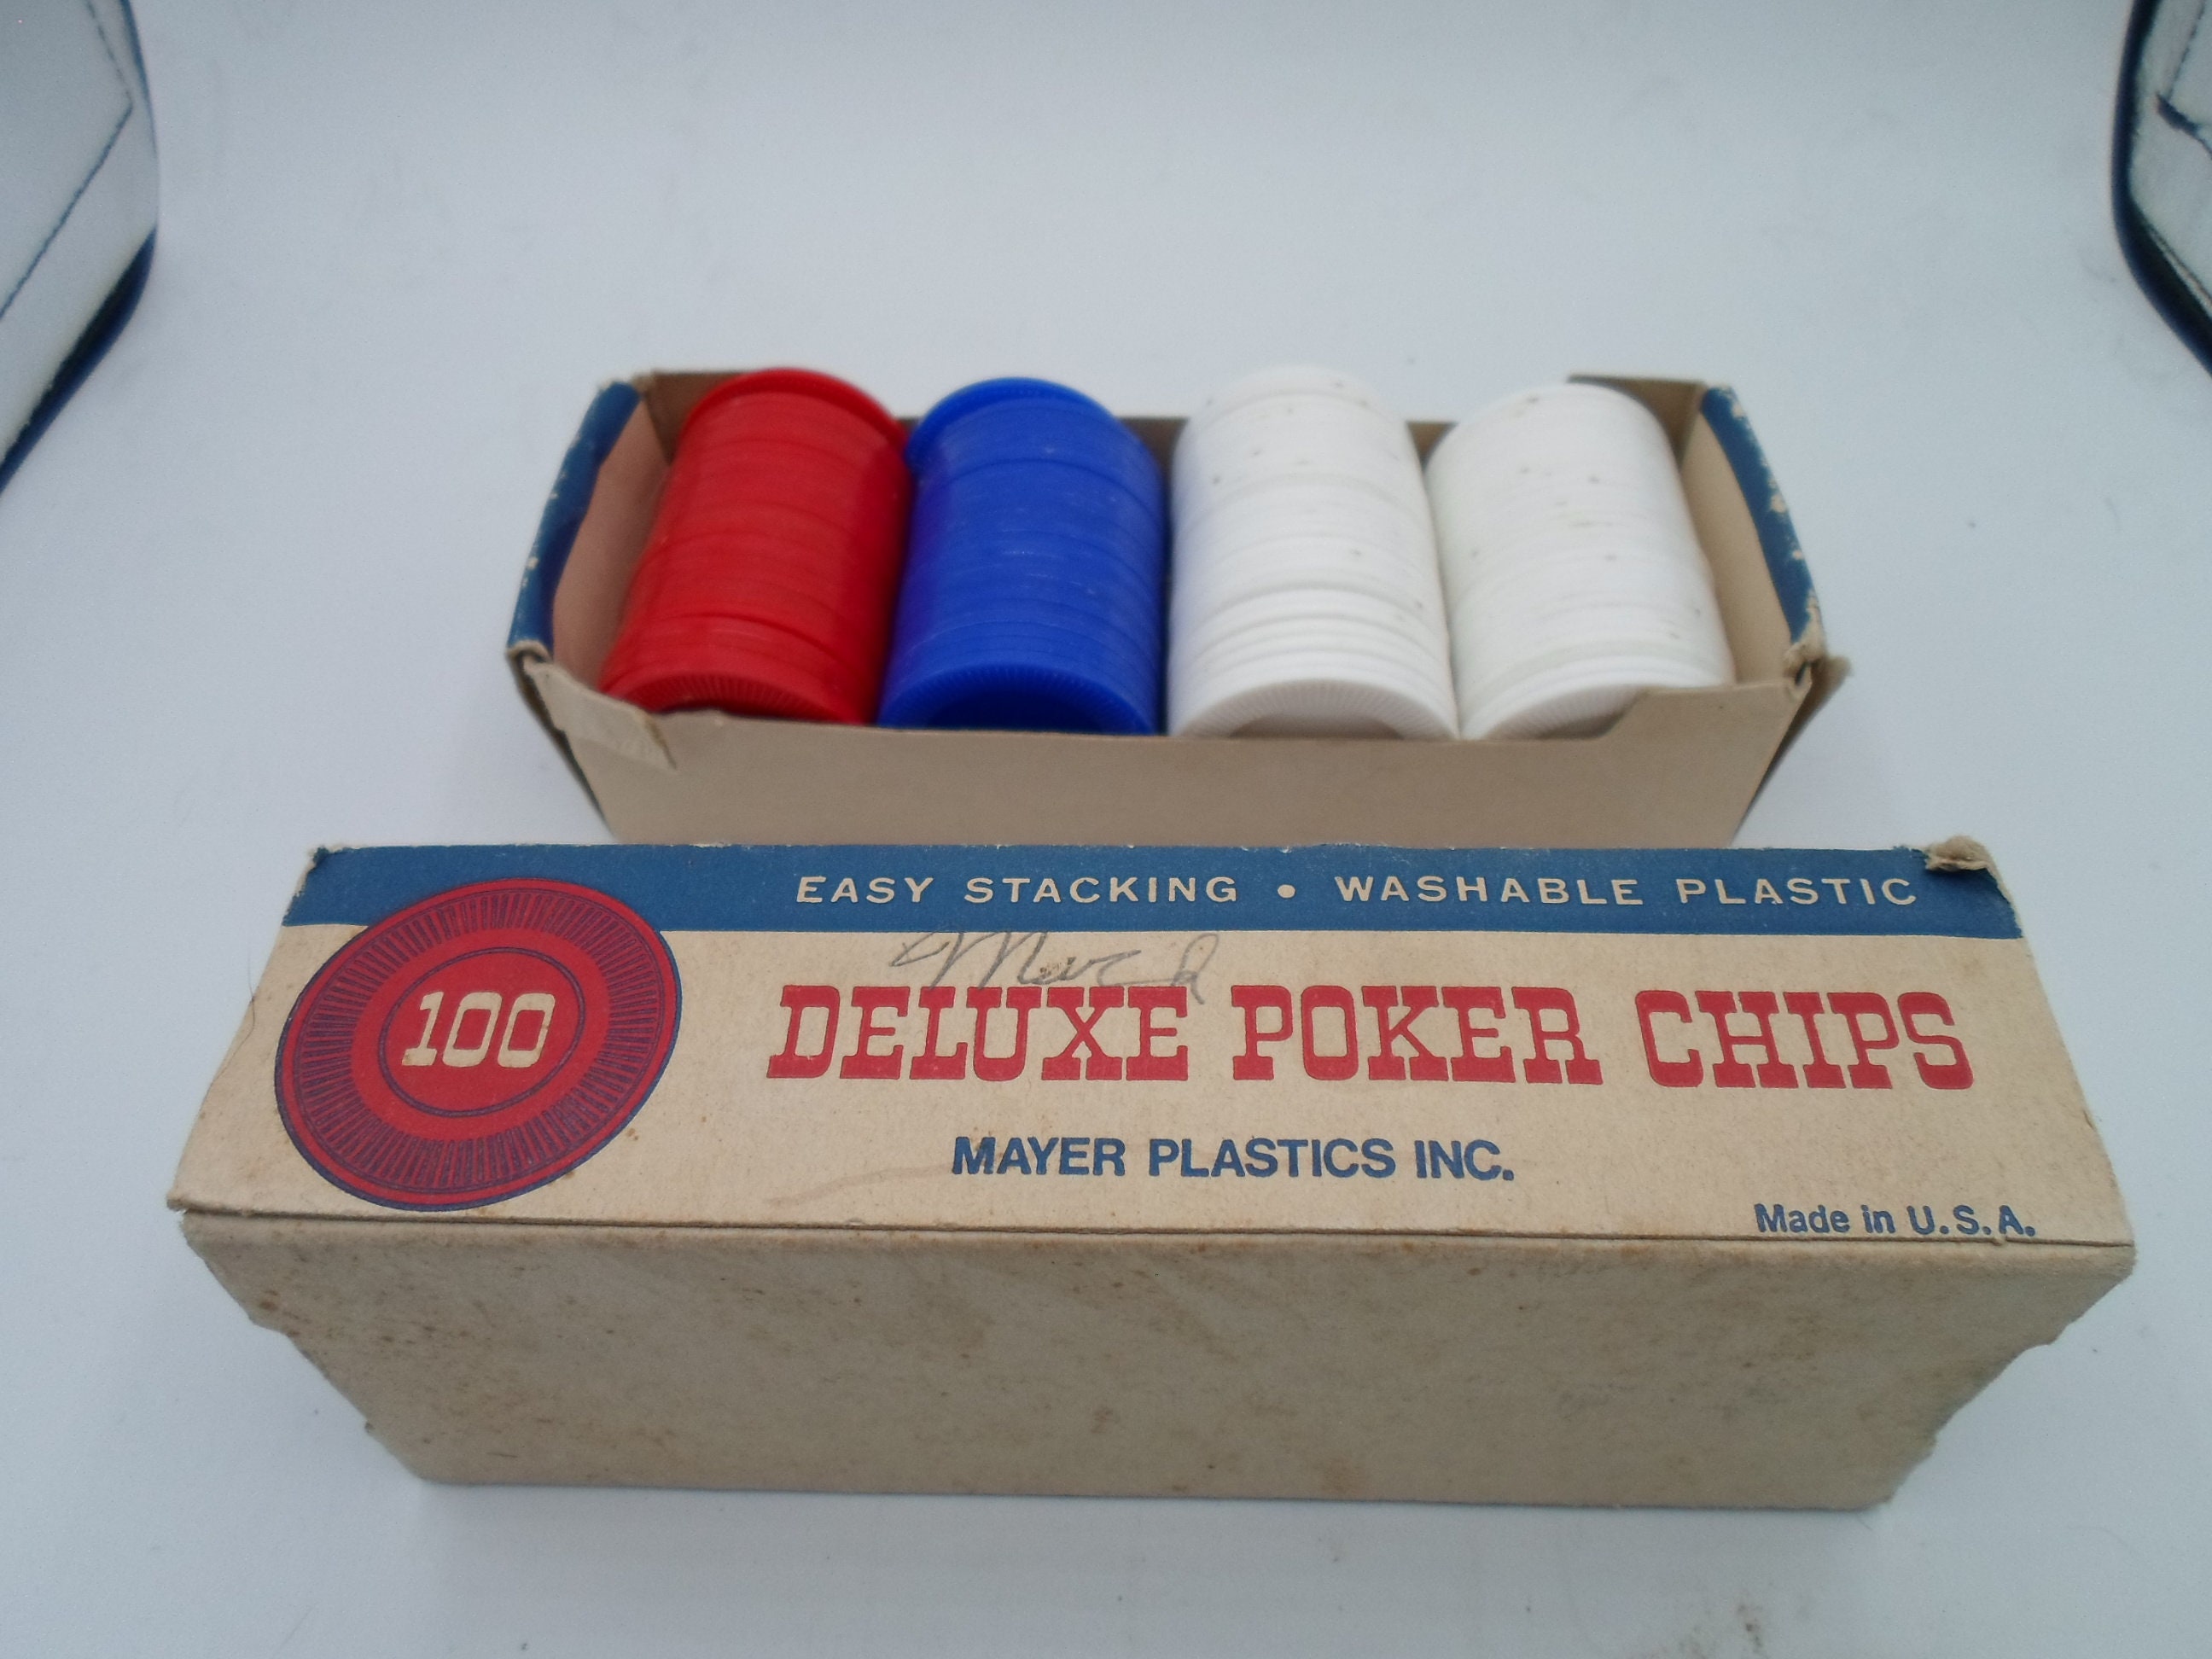 EASY STACKING • WASHABLE PLASTIC
100
DELUXE POKER CHIPS
MAYER PLASTICS INC.
Made in U.S.A.